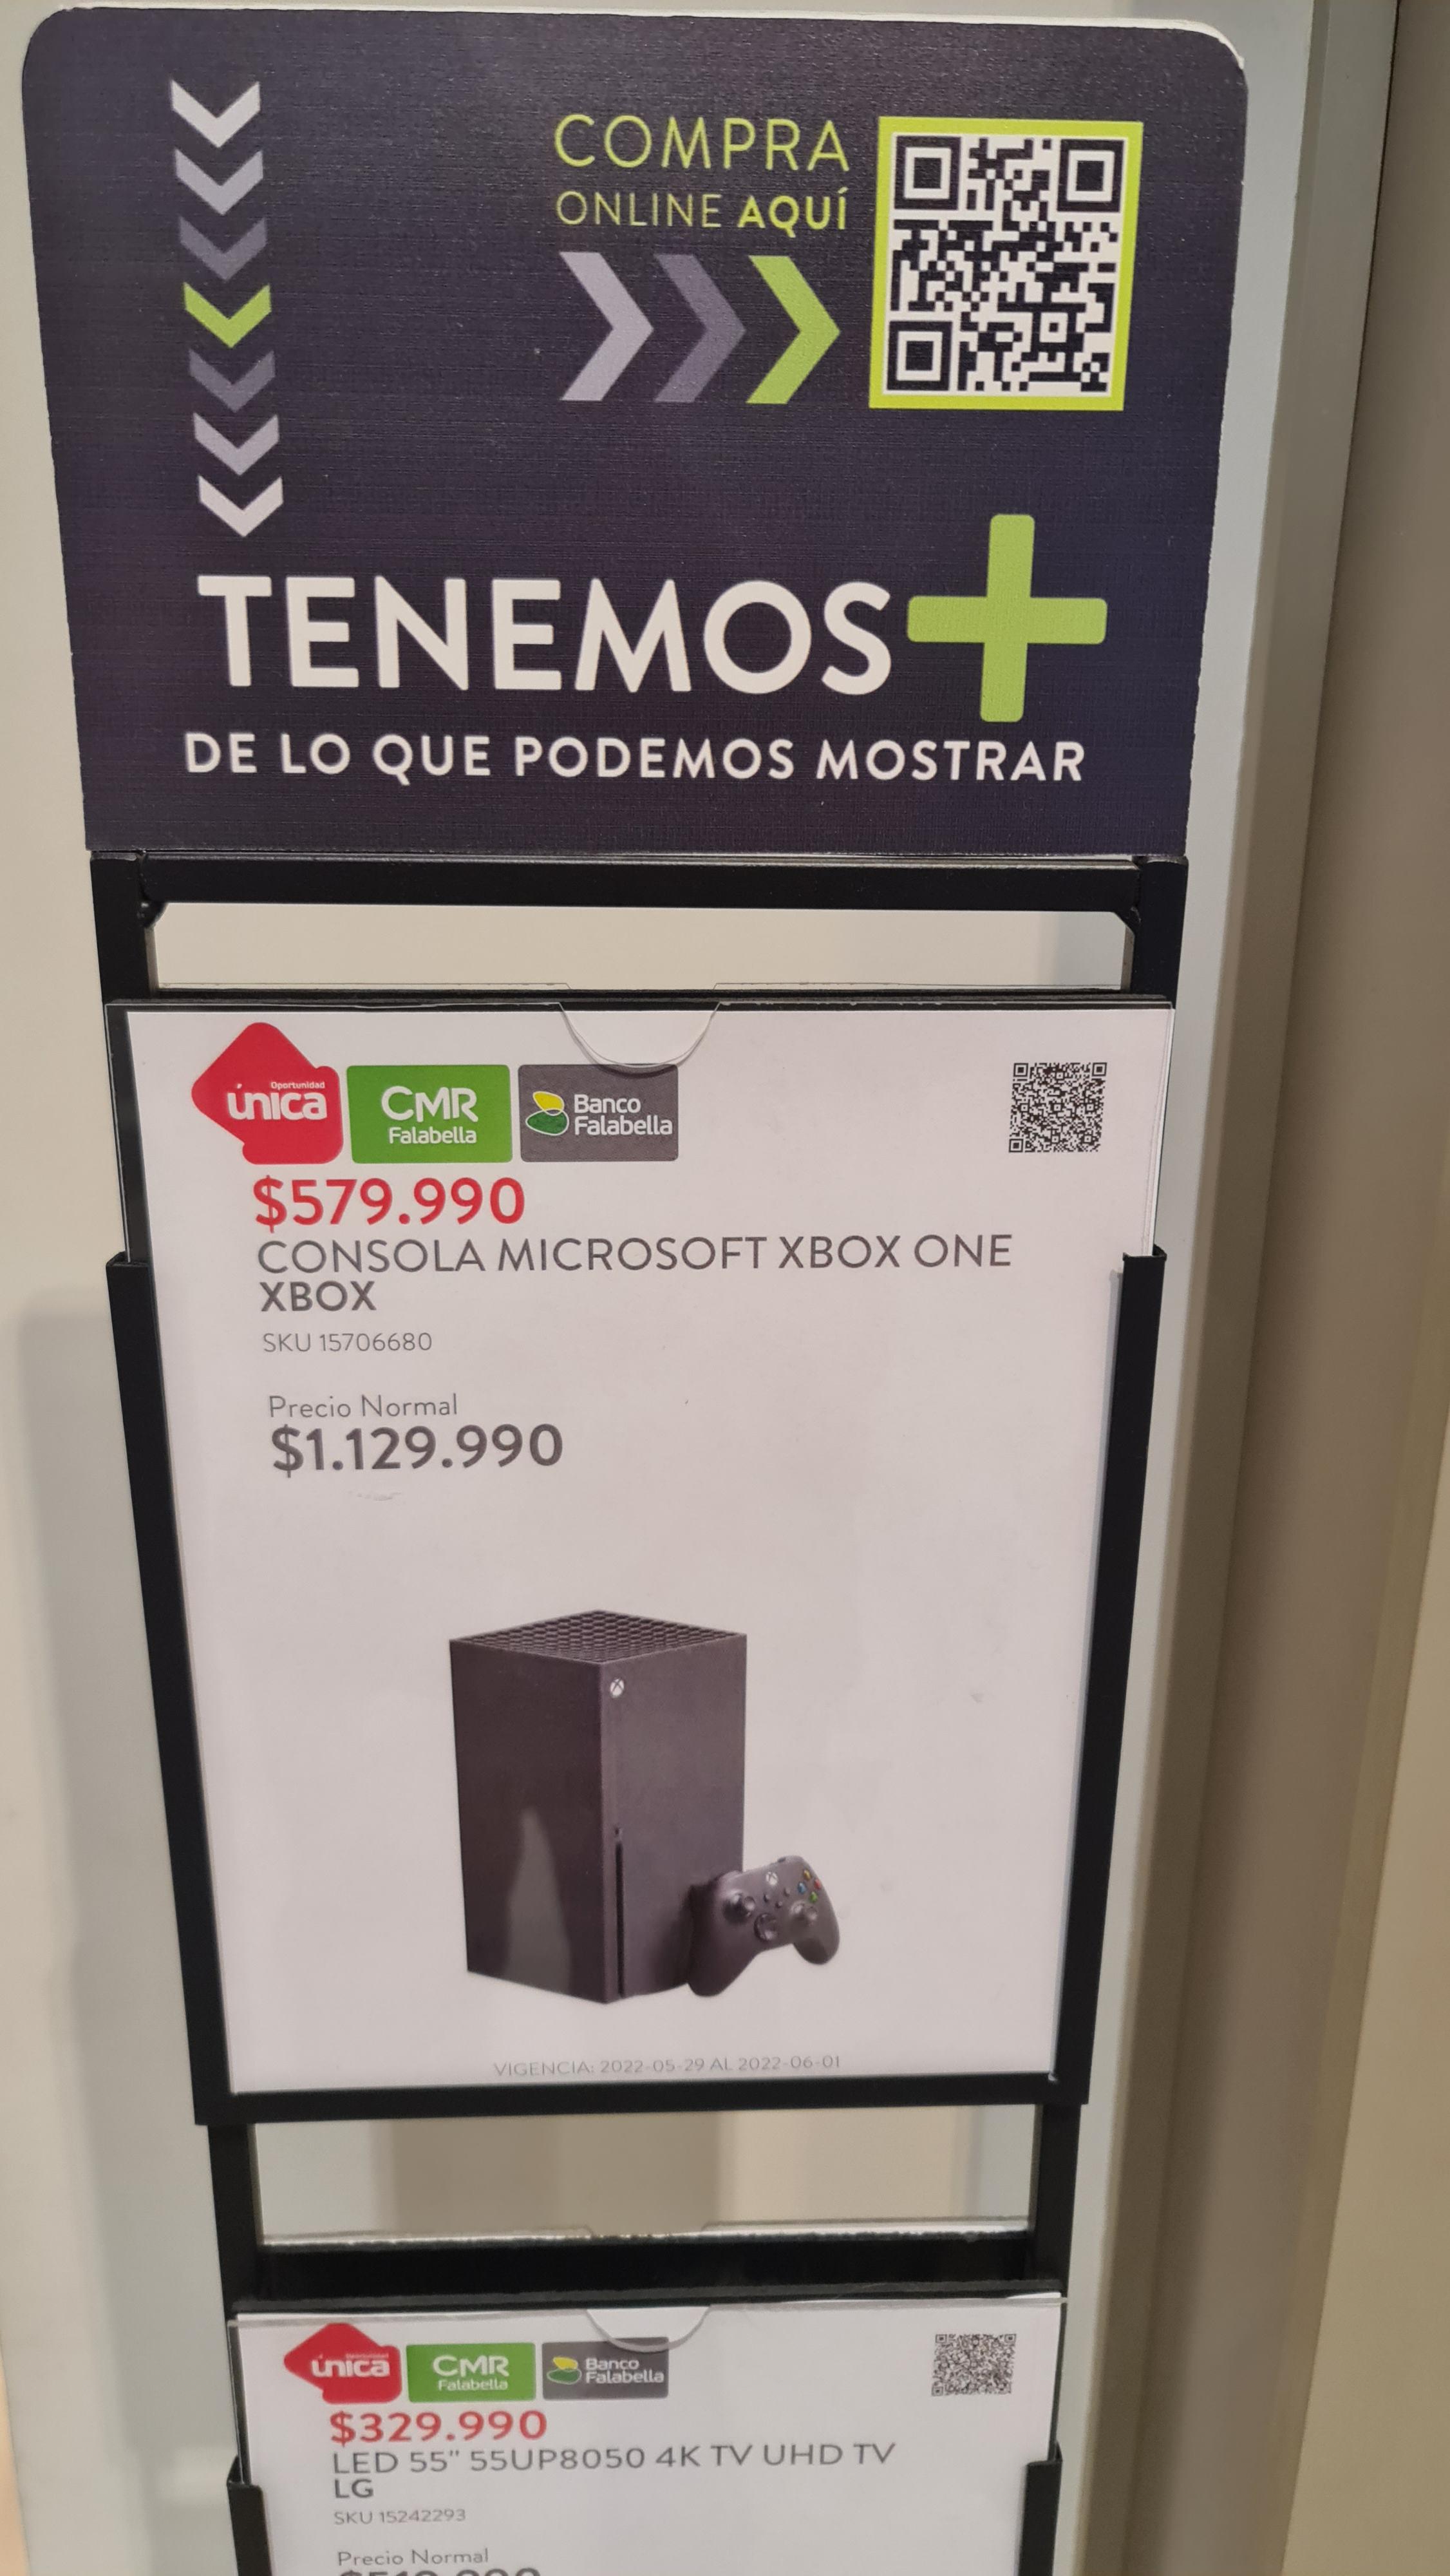 COMPRA
ONLINE AQUÍ
TENEMOS+
DE LO QUE PODEMOS MOSTRAR
Oportunidad
única
CMR
Falabella
Banco
Falabella
$579.990
CONSOLA MICROSOFT XBOX ONE
XBOX
SKU 15706680
Precio Normal
$1.129.990
VIGENCIA: 2022-05-29 AL 2022-06-01
Oportunidad
única
CMR
Falabella
Banco
Falabella
$329.990
LED 55" 55UP8050 4K TV UHD TV
LG
SKU 15242293
Precio Normal